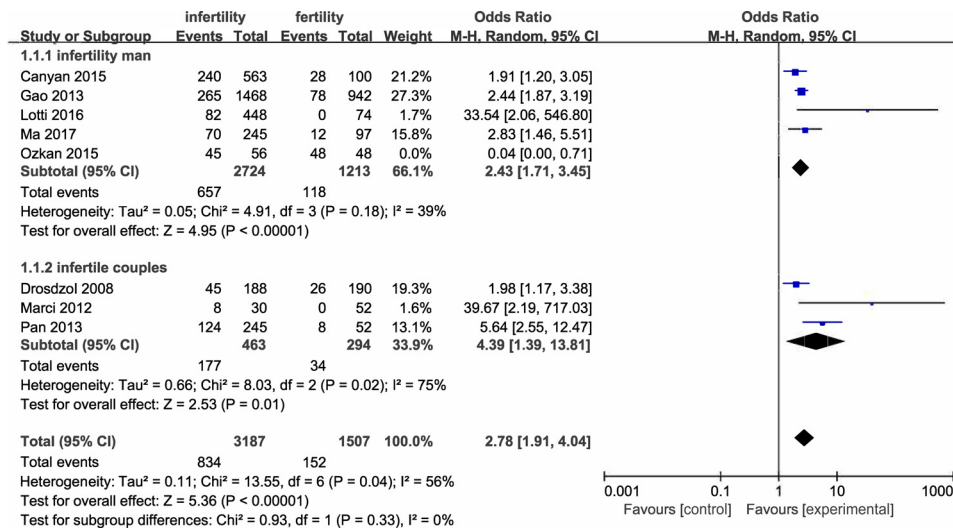 infertility fertility Odds Ratio Odds Ratio
Study or Subgroup Events Total Events Total Weight M-H, Random, 95% CI M-H, Random, 95% CI
1.1.1 infertility man
Canyan 2015 240 563 28 100 21.2% 1.91 [1.20, 3.05]
Gao 2013 265 1468 78 942 27.3% 2.44 [1.87, 3.19]
Lotti 2016 82 448 0 74 1.7% 33.54 [2.06, 546.80]
Ma 2017 70 245 12 97 15.8% 2.83 [1.46, 5.51]
Ozkan 2015 45 56 48 48 0.0% 0.04 [0.00, 0.71]
Subtotal (95% CI) 2724 1213 66.1% 2.43 [1.71, 3.45]
Total events 657 118
Heterogeneity: Tau² = 0.05; Chi² = 4.91, df = 3 (P = 0.18); I² = 39%
Test for overall effect: Z = 4.95 (P < 0.00001)
1.1.2 infertile couples
Drosdzol 2008 45 188 26 190 19.3% 1.98 [1.17, 3.38]
Marci 2012 8 30 0 52 1.6% 39.67 [2.19, 717.03]
Pan 2013 124 245 8 52 13.1% 5.64 [2.55, 12.47]
Subtotal (95% CI) 463 294 33.9% 4.39 [1.39, 13.81]
Total events 177 34
Heterogeneity: Tau² = 0.66; Chi² = 8.03, df = 2 (P = 0.02); I² = 75%
Test for overall effect: Z = 2.53 (P = 0.01)
Total (95% CI) 3187 1507 100.0% 2.78 [1.91, 4.04]
Total events 834 152
Heterogeneity: Tau² = 0.11; Chi² = 13.55, df = 6 (P = 0.04); I² = 56%
Test for overall effect: Z = 5.36 (P < 0.00001)
Test for subgroup differences: Chi² = 0.93, df = 1 (P = 0.33), I² = 0%
0.001 0.1 1 10 1000
Favours [control] Favours [experimental]